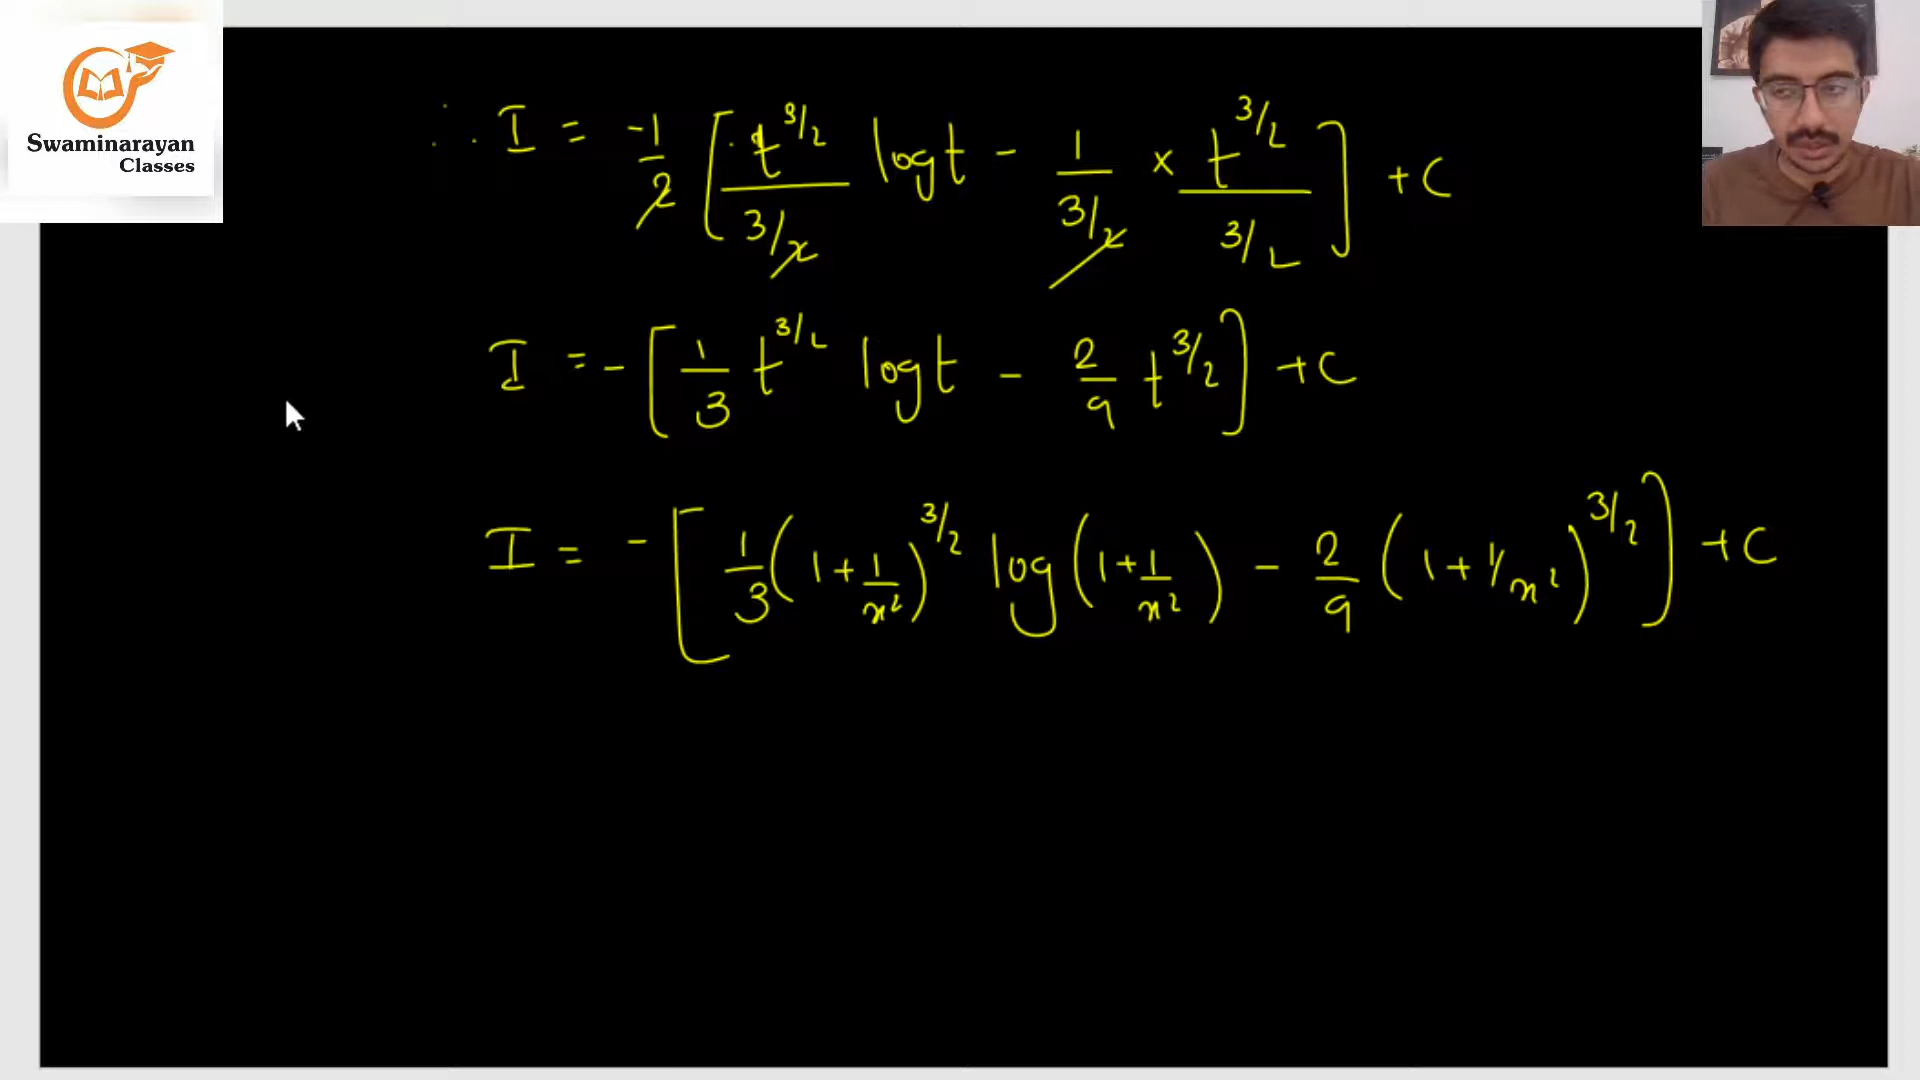 Swaminarayan
Classes
∴ I = -1/2 [ t^3/2 / 3/2 log t - 1 / 3/2 × t^3/2 / 3/2 ] + C
I = - [ 1/3 t^3/2 log t - 2/9 t^3/2 ] + C
I = - [ 1/3 (1 + 1/x²)^3/2 log (1 + 1/x²) - 2/9 (1 + 1/x²)^3/2 ] + C